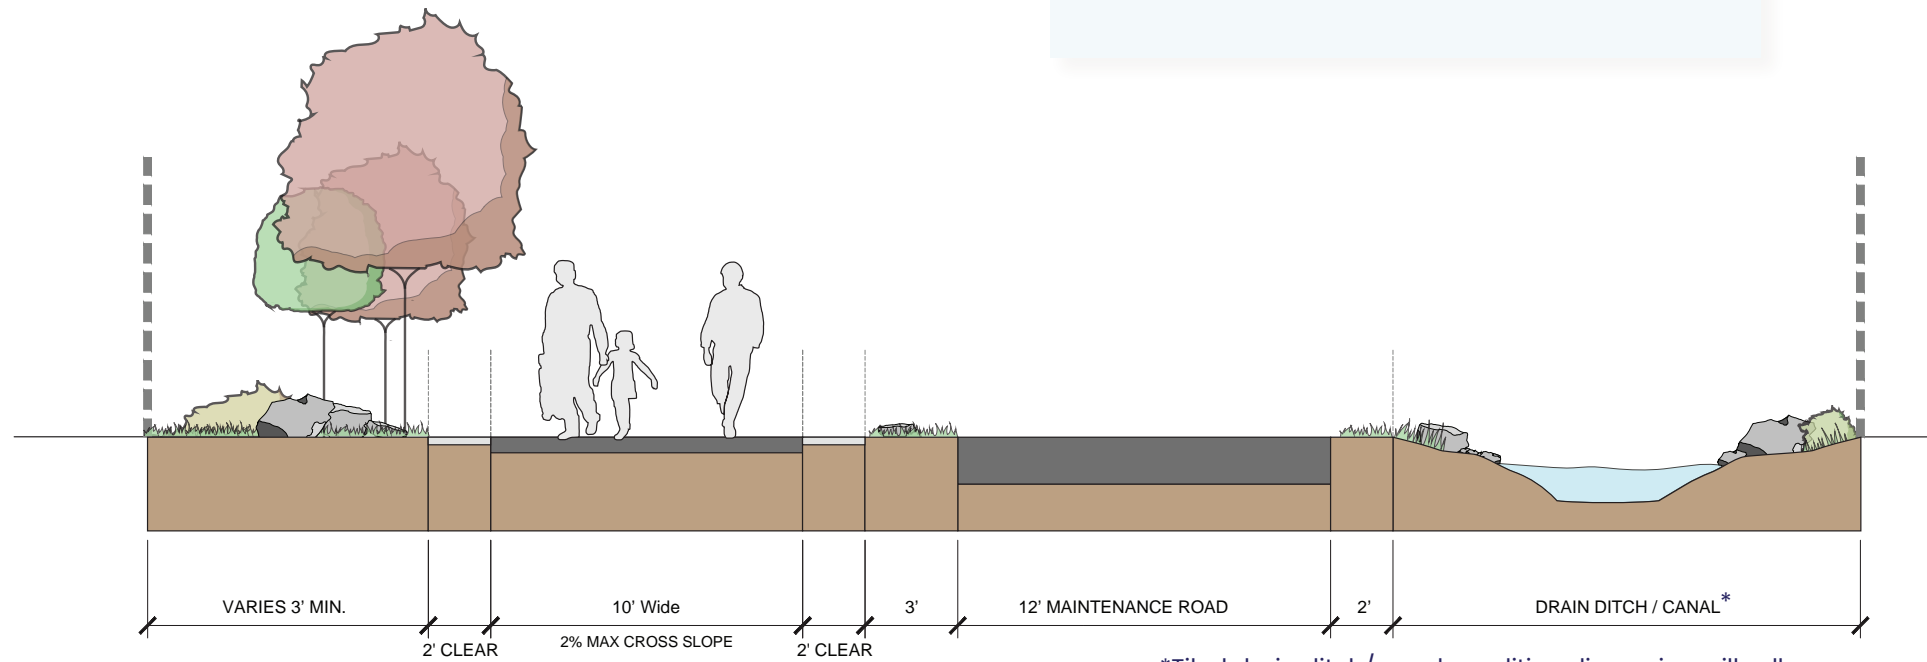 VARIES 3' MIN.
10' Wide
3'
12' MAINTENANCE ROAD
2'
DRAIN DITCH / CANAL*
2' CLEAR
2% MAX CROSS SLOPE
2' CLEAR